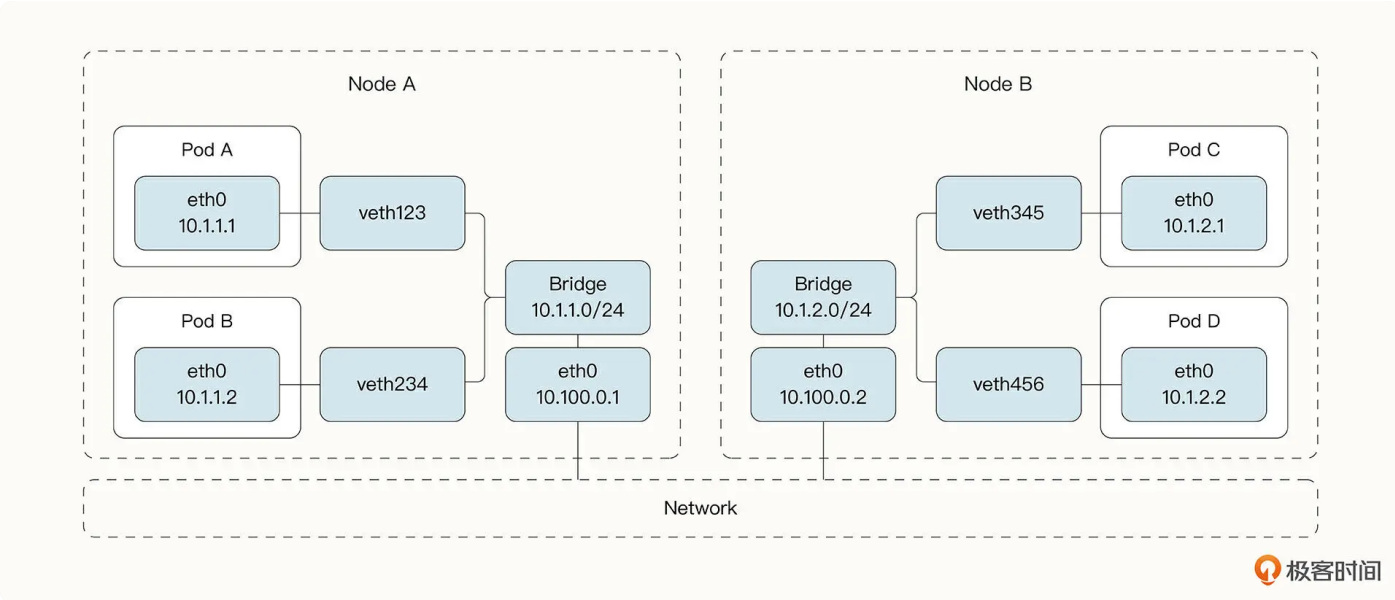 Node A
Pod A
eth0
10.1.1.1
veth123
Pod B
eth0
10.1.1.2
veth234
Bridge
10.1.1.0/24
eth0
10.100.0.1
Node B
Bridge
10.1.2.0/24
eth0
10.100.0.2
veth345
Pod C
eth0
10.1.2.1
veth456
Pod D
eth0
10.1.2.2
Network
极客时间